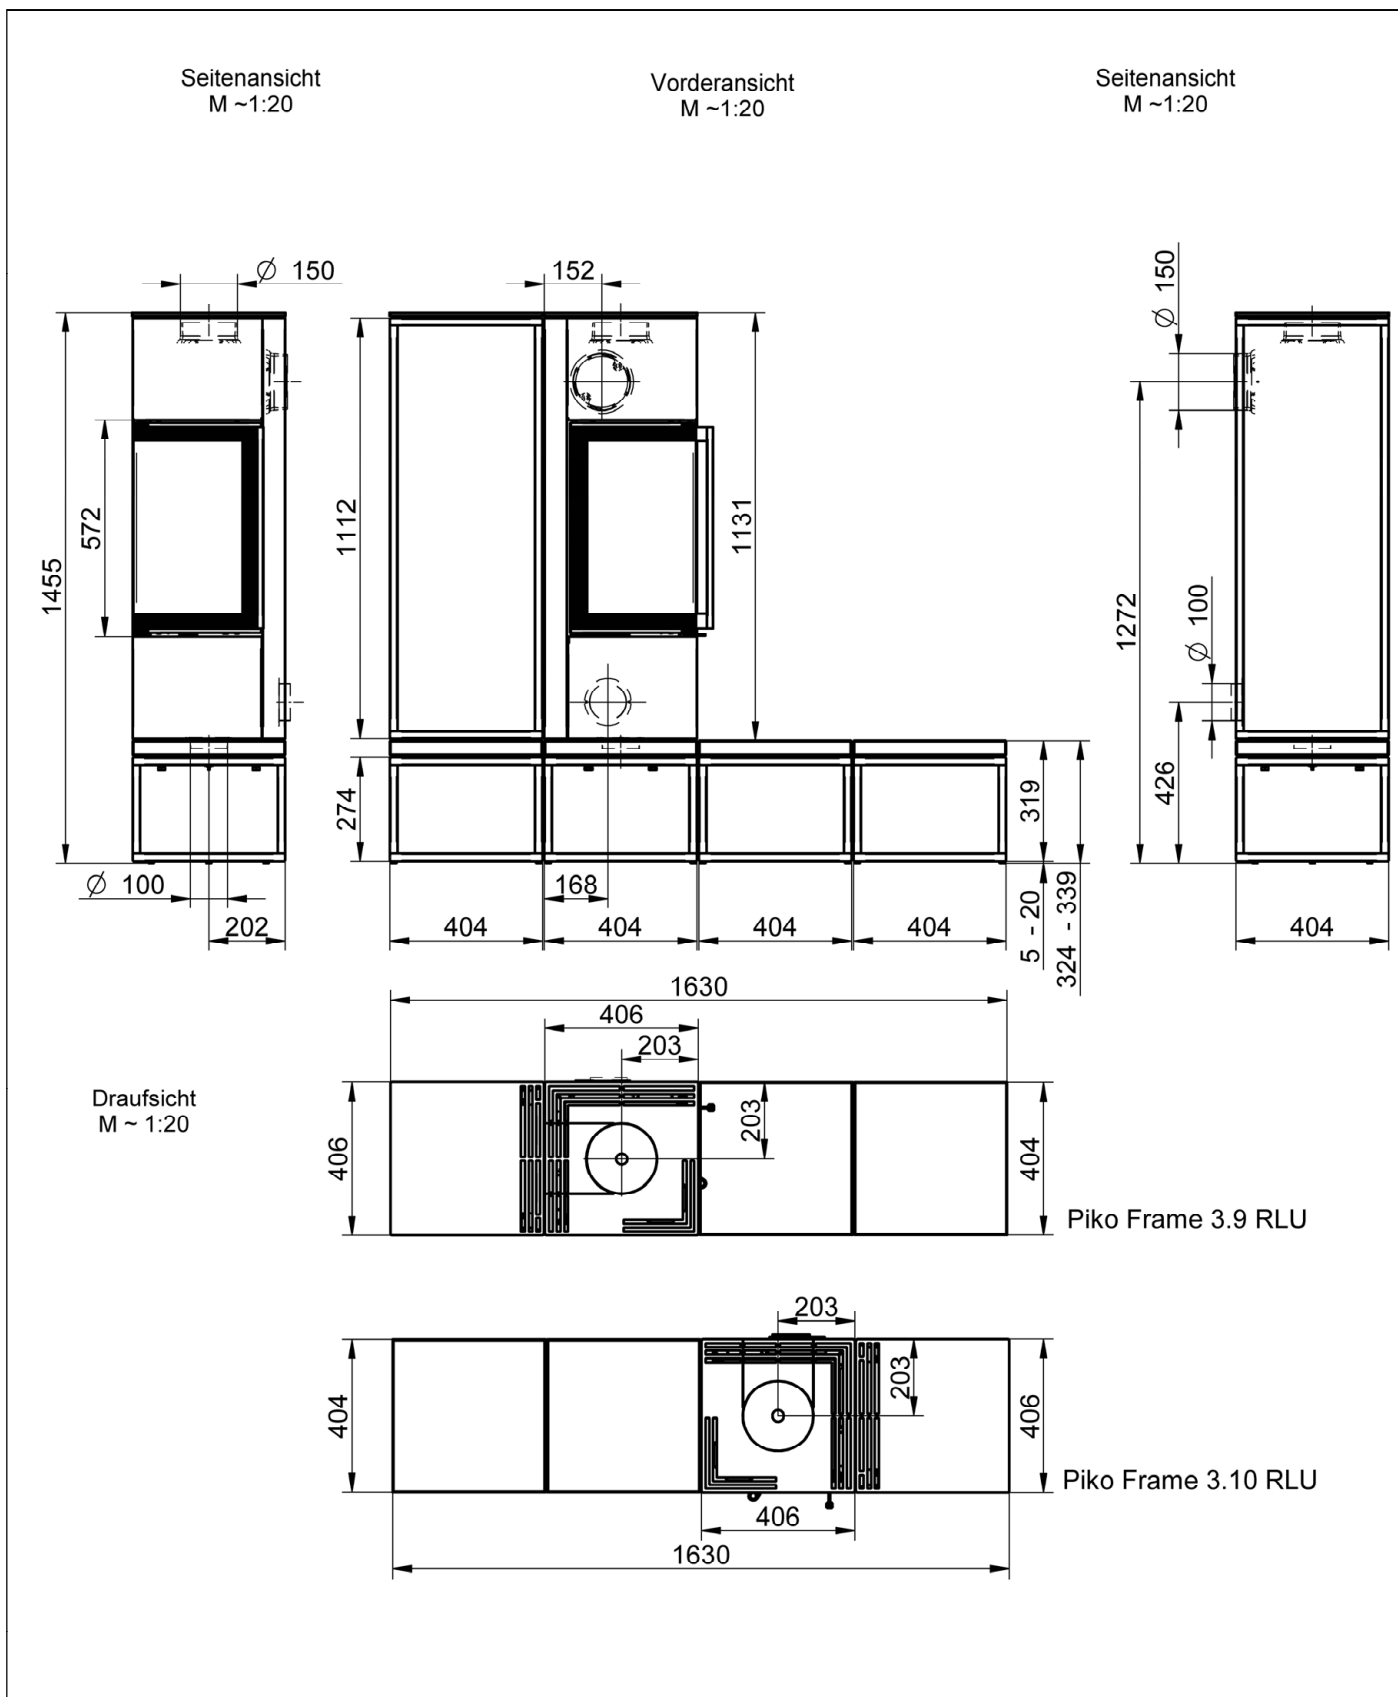 Seitenansicht
M ~1:20
Vorderansicht
M ~1:20
Seitenansicht
M ~1:20
Ø 150
152
Ø 150
1455
572
1112
1131
1272
Ø 100
426
274
319
5 - 20
324 - 339
Ø 100
202
168
404
404
404
404
404
1630
406
203
Draufsicht
M ~ 1:20
406
203
404
Piko Frame 3.9 RLU
203
404
203
406
Piko Frame 3.10 RLU
406
1630